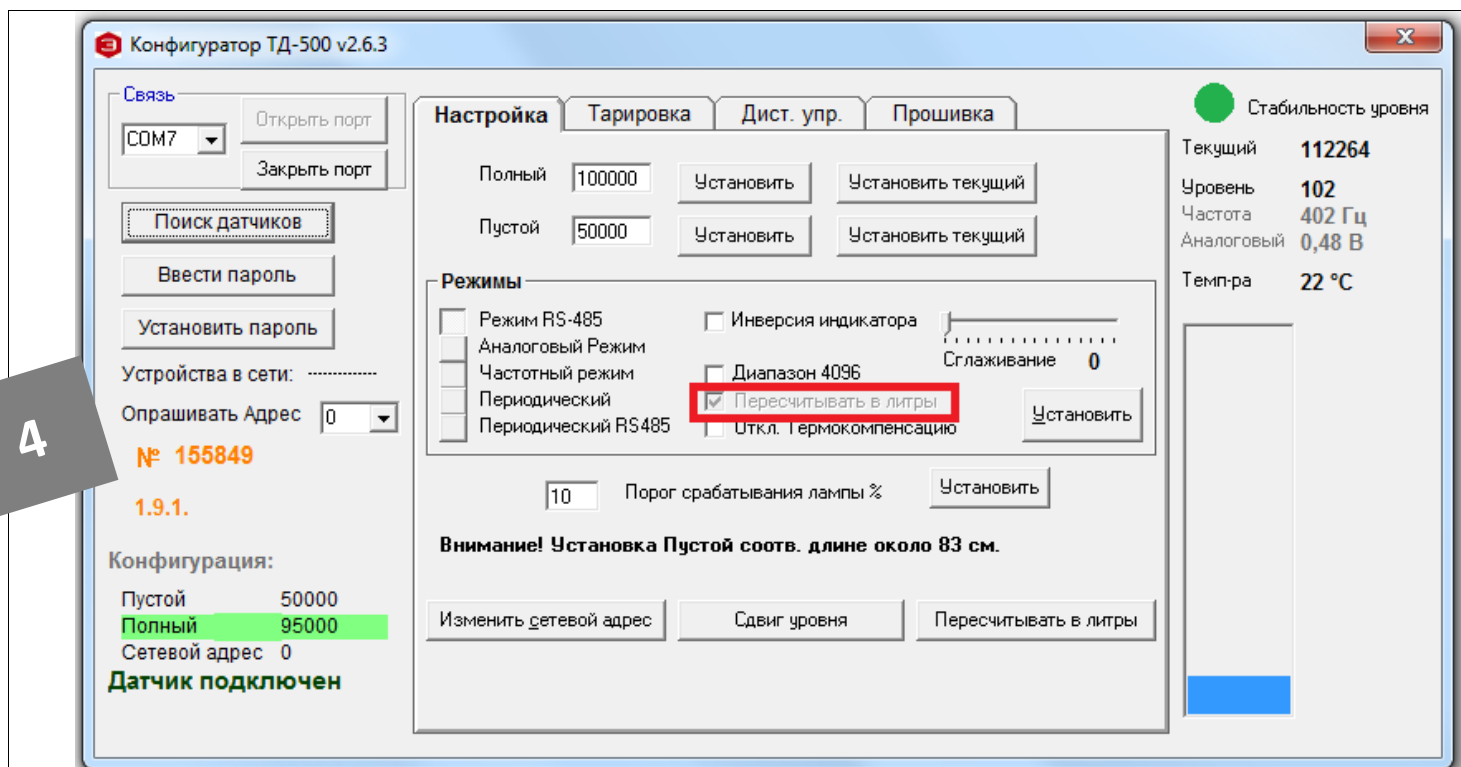 Конфигуратор ТД-500 v2.6.3
Связь
COM7
Открыть порт
Закрыть порт
Поиск датчиков
Ввести пароль
Установить пароль
Устройства в сети: -------------
Опрашивать Адрес 0
№ 155849
1.9.1.
Конфигурация:
Пустой 50000
Полный 95000
Сетевой адрес 0
Датчик подключен
4
Настройка Тарировка Дист. упр. Прошивка
Полный 100000 Установить Установить текущий
Пустой 50000 Установить Установить текущий
Режимы
Режим RS-485
Аналоговый Режим
Частотный режим
Периодический
Периодический RS485
Инверсия индикатора
Диапазон 4096
Пересчитывать в литры
Откл. Термокомпенсацию
Сглаживание 0
Установить
10 Порог срабатывания лампы % Установить
Внимание! Установка Пустой соотв. длине около 83 см.
Изменить сетевой адрес Сдвиг уровня Пересчитывать в литры
Стабильность уровня
Текущий 112264
Уровень 102
Частота 402 Гц
Аналоговый 0,48 В
Темп-ра 22 °C